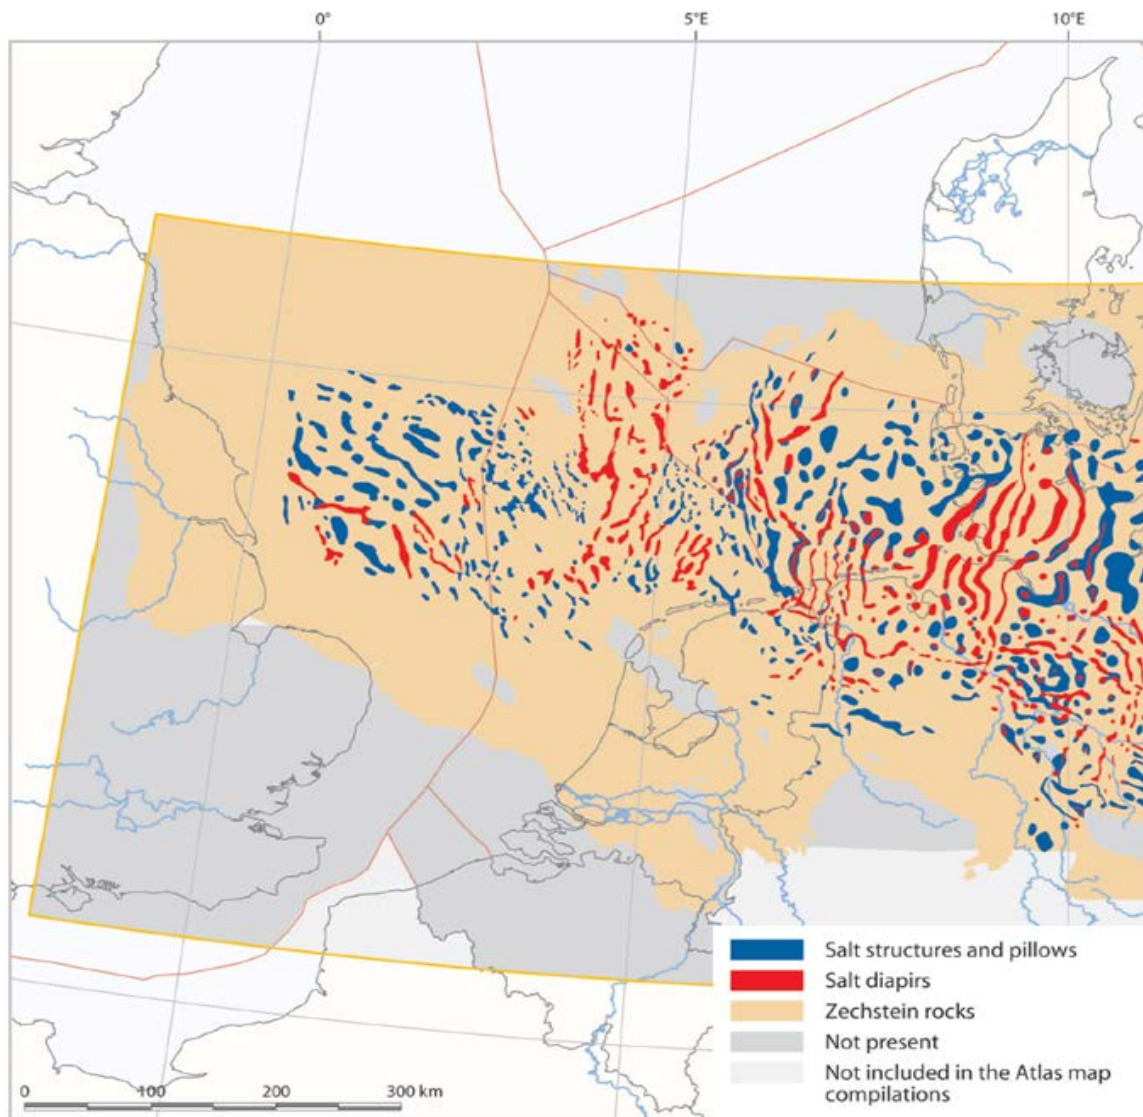 0°
5°E
10°E
Salt structures and pillows
Salt diapirs
Zechstein rocks
Not present
Not included in the Atlas map
compilations
0
100
200
300 km